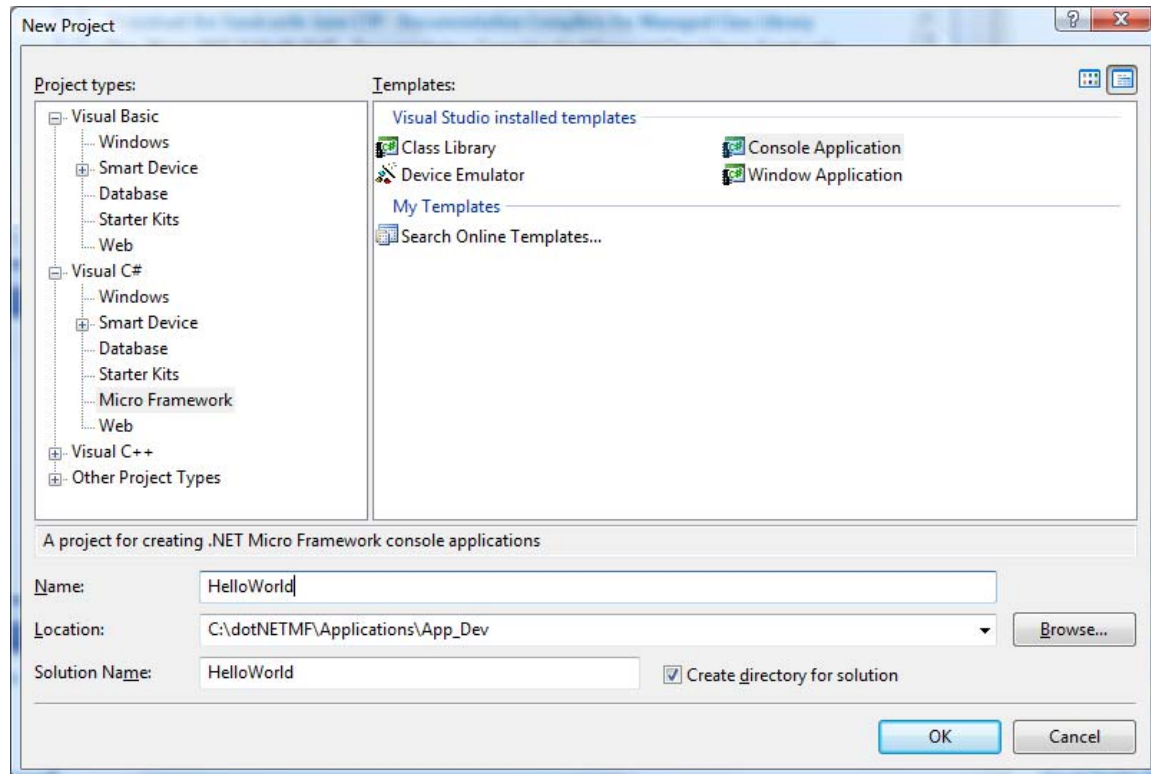 New Project
Project types:
Templates:
Visual Basic
Windows
Smart Device
Database
Starter Kits
Web
Visual C#
Windows
Smart Device
Database
Starter Kits
Micro Framework
Web
Visual C++
Other Project Types
Visual Studio installed templates
Class Library
Console Application
Device Emulator
Window Application
My Templates
Search Online Templates...
A project for creating .NET Micro Framework console applications
Name:
HelloWorld
Location:
C:\dotNETMF\Applications\App_Dev
Browse...
Solution Name:
HelloWorld
Create directory for solution
OK
Cancel